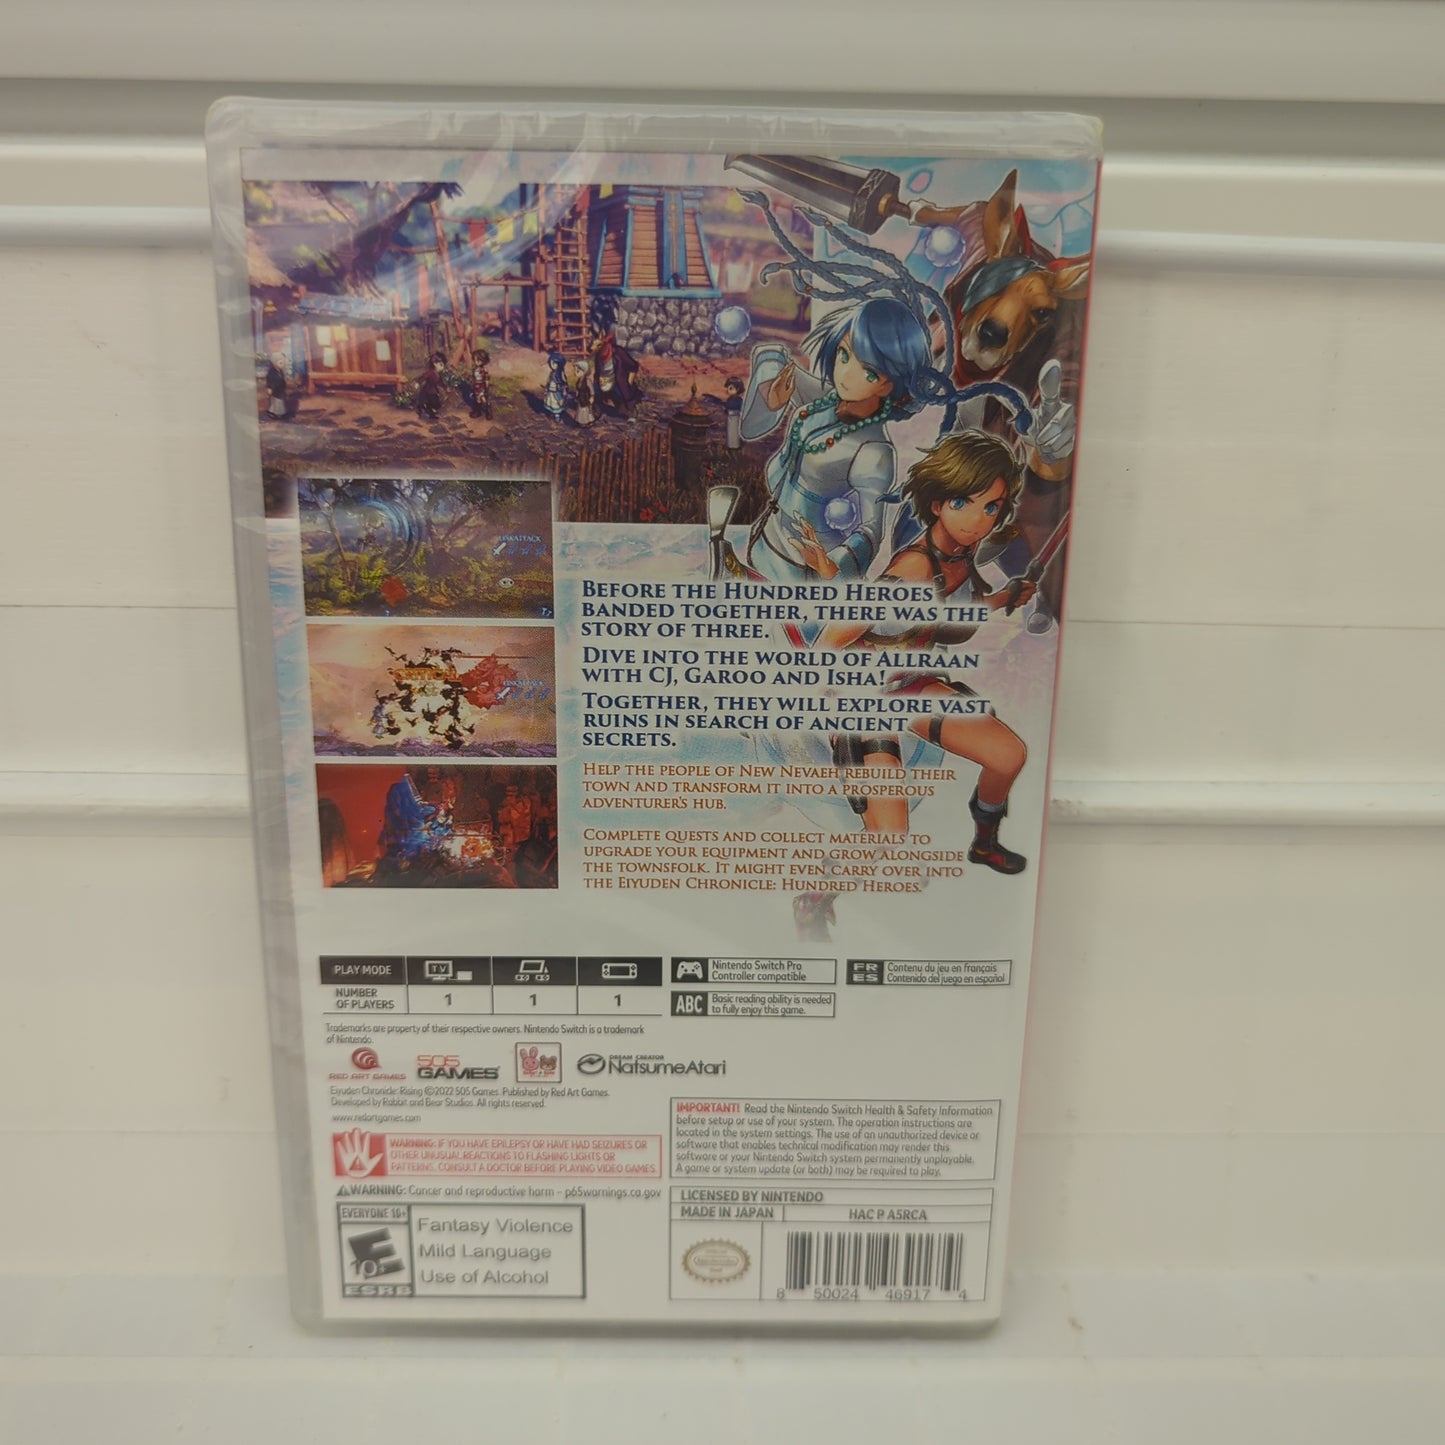 LINKATTACK
CRITICAL
LINKATTACK
BEFORE THE HUNDRED HEROES
BANDED TOGETHER, THERE WAS THE
STORY OF THREE.
DIVE INTO THE WORLD OF ALLRAAN
WITH CJ, GAROO AND ISHA!
TOGETHER, THEY WILL EXPLORE VAST
RUINS IN SEARCH OF ANCIENT
SECRETS.
HELP THE PEOPLE OF NEW NEVAEH REBUILD THEIR
TOWN AND TRANSFORM IT INTO A PROSPEROUS
ADVENTURER'S HUB.
COMPLETE QUESTS AND COLLECT MATERIALS TO
UPGRADE YOUR EQUIPMENT AND GROW ALONGSIDE
THE TOWNSFOLK. IT MIGHT EVEN CARRY OVER INTO
THE EIYUDEN CHRONICLE: HUNDRED HEROES.
PLAY MODE TV
NUMBER
OF PLAYERS 1 1 1
Nintendo Switch Pro
Controller compatible
ABC Basic reading ability is needed
to fully enjoy this game.
FR Contenu du jeu en français
ES Contenido del juego en español
Trademarks are property of their respective owners. Nintendo Switch is a trademark
of Nintendo.
RED ART GAMES
505
GAMES
DREAM CREATOR
NatsumeAtari
Eiyuden Chronicle: Rising ©2022 505 Games. Published by Red Art Games.
Developed by Rabbit and Bear Studios. All rights reserved.
www.redartgames.com
WARNING: IF YOU HAVE EPILEPSY OR HAVE HAD SEIZURES OR
OTHER UNUSUAL REACTIONS TO FLASHING LIGHTS OR
PATTERNS, CONSULT A DOCTOR BEFORE PLAYING VIDEO GAMES.
WARNING: Cancer and reproductive harm - p65warnings.ca.gov
EVERYONE 10+
E
10+
ESRB
Fantasy Violence
Mild Language
Use of Alcohol
IMPORTANT! Read the Nintendo Switch Health & Safety Information
before setup or use of your system. The operation instructions are
located in the system settings. The use of an unauthorized device or
software that enables technical modification may render this
software or your Nintendo Switch system permanently unplayable.
A game or system update (or both) may be required to play.
LICENSED BY NINTENDO
MADE IN JAPAN HAC P A5RCA
8 50024 46917 4